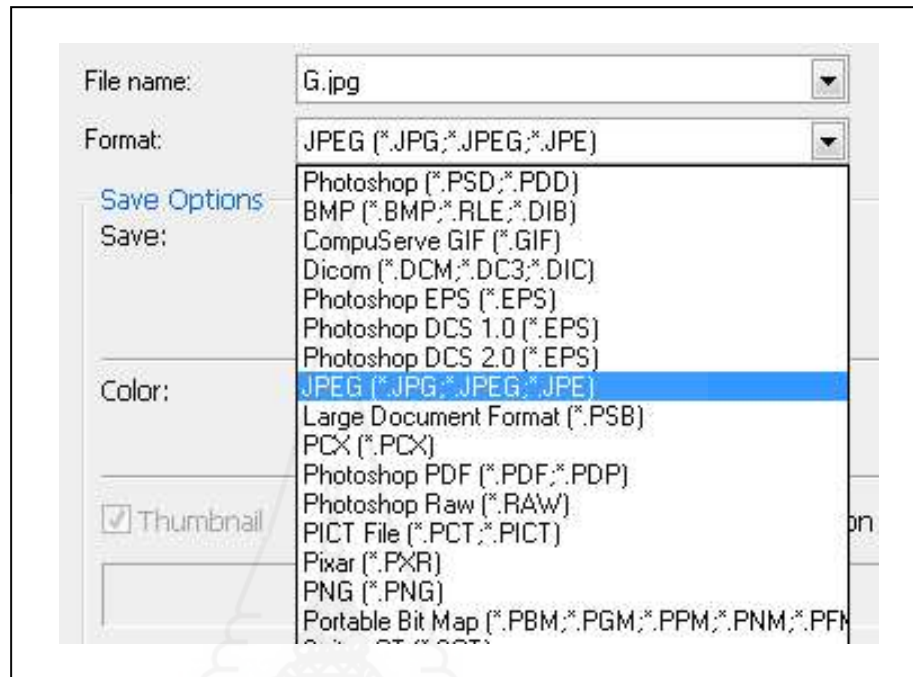 File name:
G.jpg
Format:
JPEG (*.JPG;*.JPEG;*.JPE)
Save Options
Save:
Photoshop (*.PSD;*.PDD)
BMP (*.BMP;*.RLE;*.DIB)
CompuServe GIF (*.GIF)
Dicom (*.DCM;*.DC3;*.DIC)
Photoshop EPS (*.EPS)
Photoshop DCS 1.0 (*.EPS)
Photoshop DCS 2.0 (*.EPS)
Color:
JPEG (*.JPG;*.JPEG;*.JPE)
Large Document Format (*.PSB)
PCX (*.PCX)
Photoshop PDF (*.PDF;*.PDP)
Thumbnail
Photoshop Raw (*.RAW)
PICT File (*.PCT;*.PICT)
Pixar (*.PXR)
PNG (*.PNG)
Portable Bit Map (*.PBM;*.PGM;*.PPM;*.PNM;*.PFM